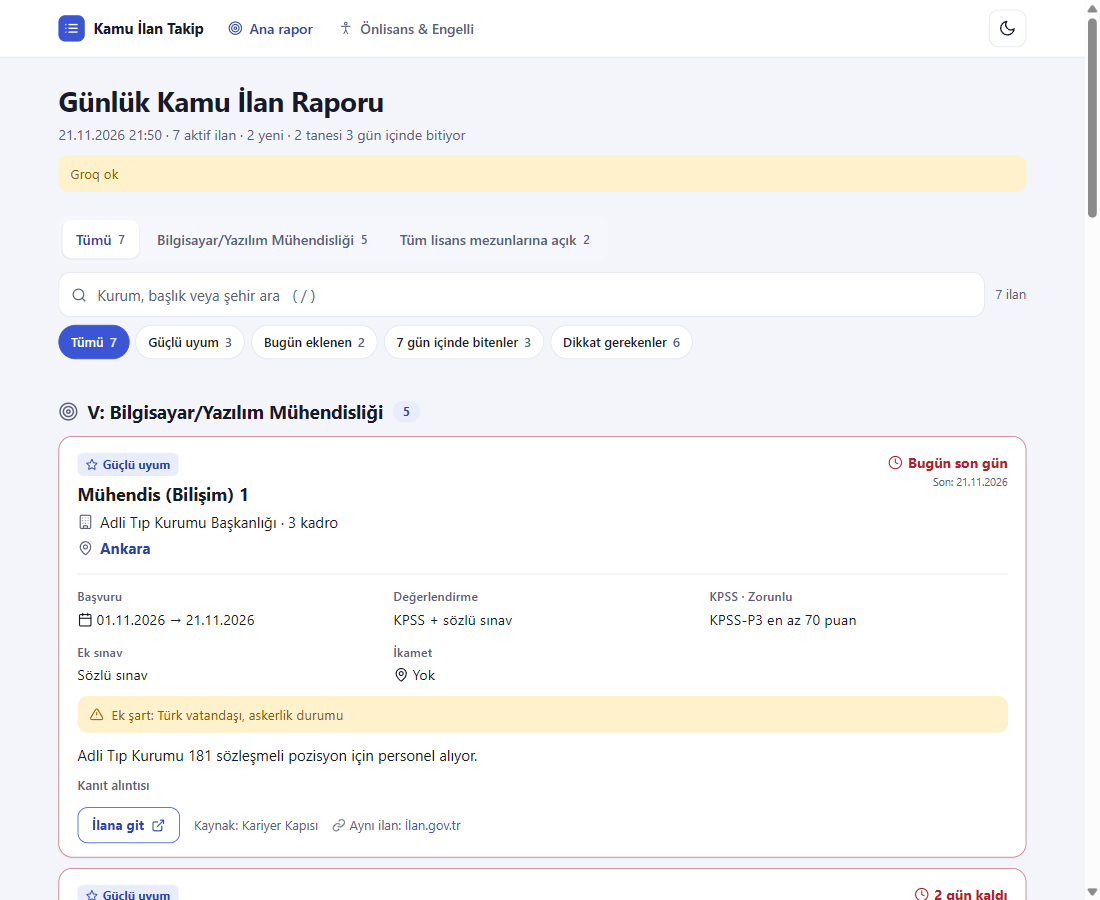 Kamu İlan Takip
Ana rapor
Önlisans & Engelli
Günlük Kamu İlan Raporu
21.11.2026 21:50 · 7 aktif ilan · 2 yeni · 2 tanesi 3 gün içinde bitiyor
Groq ok
Tümü 7
Bilgisayar/Yazılım Mühendisliği 5
Tüm lisans mezunlarına açık 2
Kurum, başlık veya şehir ara ( / )
7 ilan
Tümü 7
Güçlü uyum 3
Bugün eklenen 2
7 gün içinde bitenler 3
Dikkat gerekenler 6
V: Bilgisayar/Yazılım Mühendisliği 5
Güçlü uyum
Bugün son gün
Son: 21.11.2026
Mühendis (Bilişim) 1
Adli Tıp Kurumu Başkanlığı · 3 kadro
Ankara
Başvuru
01.11.2026 → 21.11.2026
Değerlendirme
KPSS + sözlü sınav
KPSS · Zorunlu
KPSS-P3 en az 70 puan
Ek sınav
Sözlü sınav
İkamet
Yok
Ek şart: Türk vatandaşı, askerlik durumu
Adli Tıp Kurumu 181 sözleşmeli pozisyon için personel alıyor.
Kanıt alıntısı
İlana git
Kaynak: Kariyer Kapısı
Aynı ilan: İlan.gov.tr
Güçlü uyum
2 gün kaldı